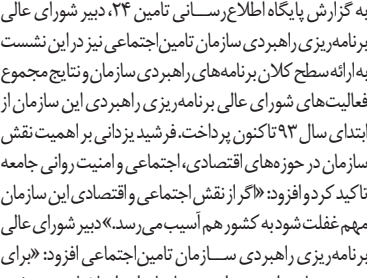 به گزارش پایگاه اطلاع‌رســانی تامین ۲۴، دبیر شورای عالی
برنامه‌ریزی راهبردی سازمان تامین‌اجتماعی نیز در این نشست
به ارائه سطح کلان برنامه‌های راهبردی سازمان و نتایج مجموع
فعالیت‌های شورای عالی برنامه‌ریزی راهبردی این سازمان از
ابتدای سال ۹۳ تاکنون پرداخت. فرشید یزدانی بر اهمیت نقش
سازمان در حوزه‌های اقتصادی، اجتماعی و امنیت روانی جامعه
تاکید کرد و افزود: «اگر از نقش اجتماعی و اقتصادی این سازمان
مهم غفلت شود به کشور هم آسیب می‌رسد.» دبیر شورای عالی
برنامه‌ریزی راهبردی ســازمان تامین‌اجتماعی افزود: «برای